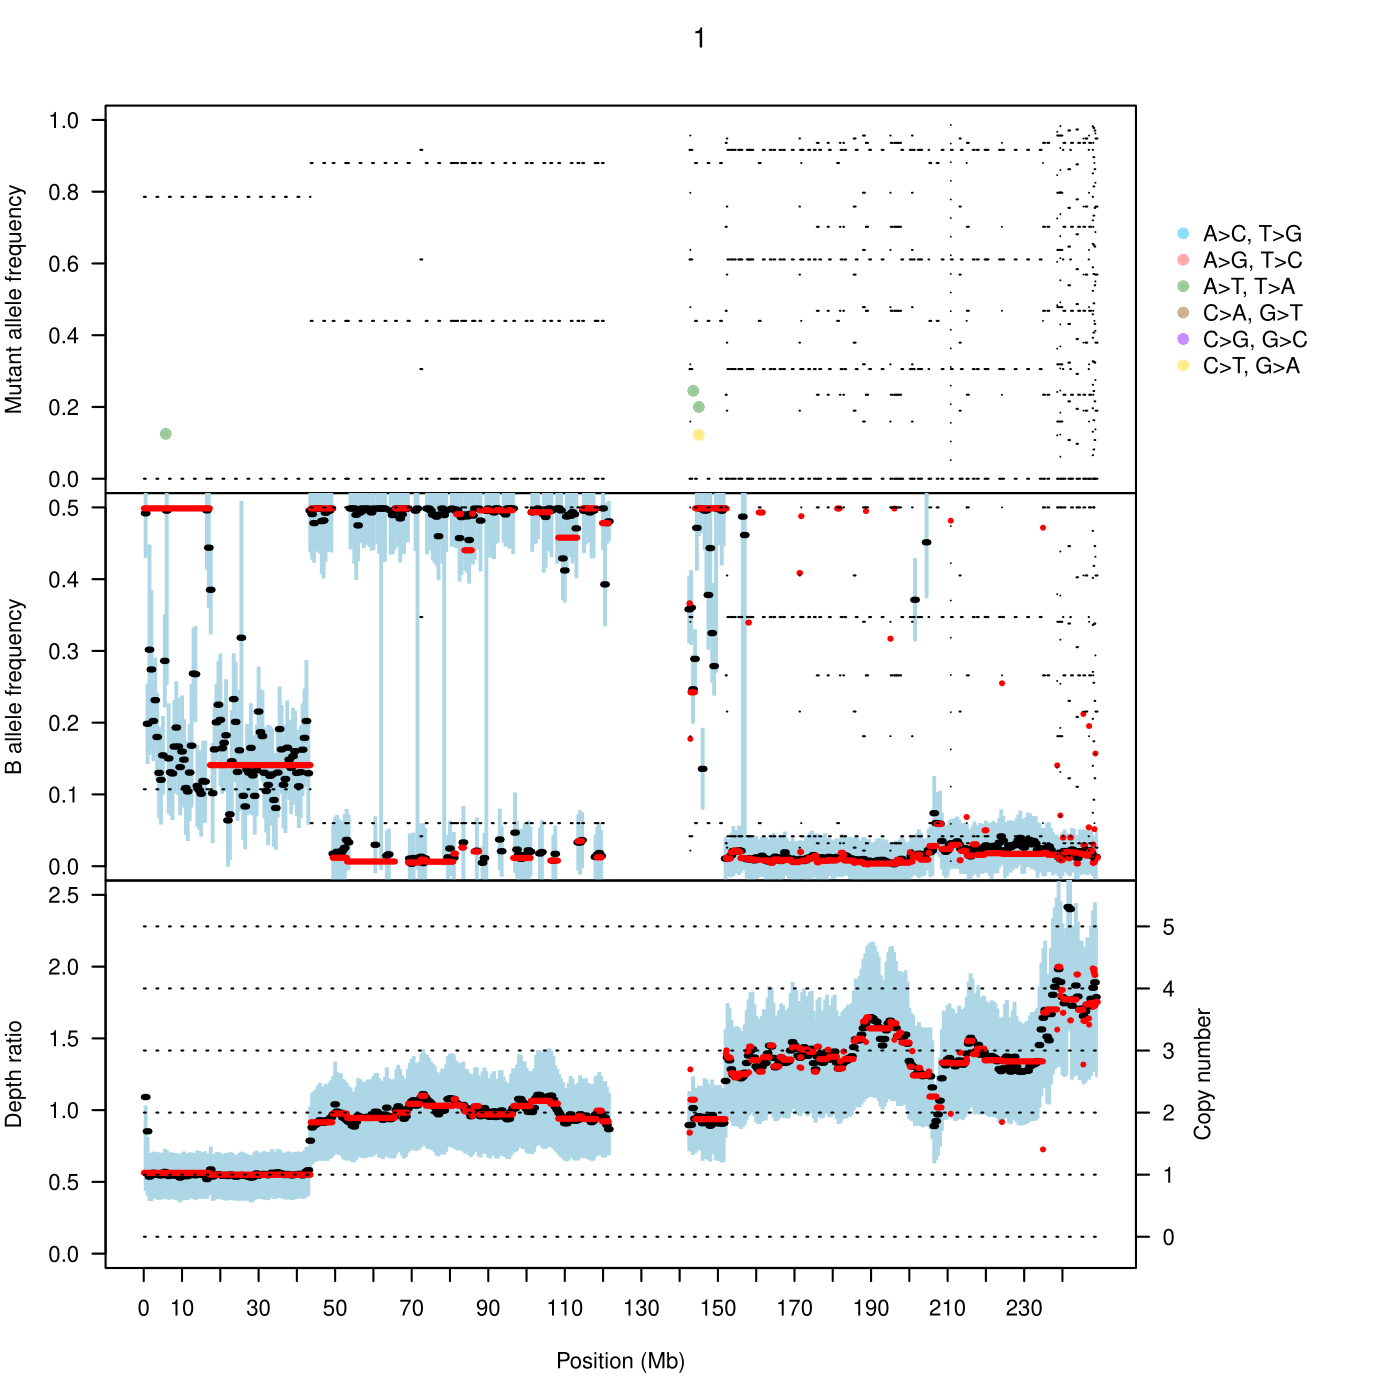 1
Mutant allele frequency
1.0
0.8
0.6
0.4
0.2
0.0
A>C, T>G
A>G, T>C
A>T, T>A
C>A, G>T
C>G, G>C
C>T, G>A
B allele frequency
0.5
0.4
0.3
0.2
0.1
0.0
Depth ratio
2.5
2.0
1.5
1.0
0.5
0.0
5
4
3
2
1
0
Copy number
0 10 30 50 70 90 110 130 150 170 190 210 230
Position (Mb)